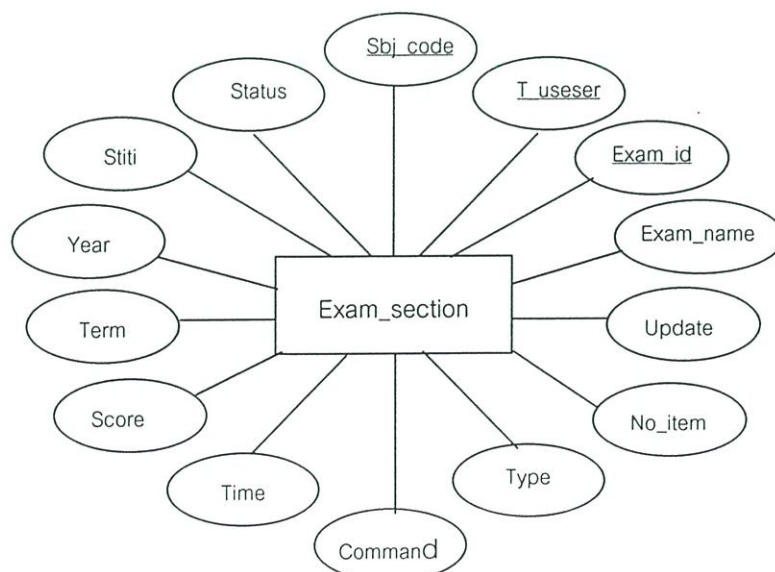 Sbj_code
Status
T_useser
Stiti
Exam_id
Year
Exam_name
Exam_section
Term
Update
Score
No_item
Time
Type
Command